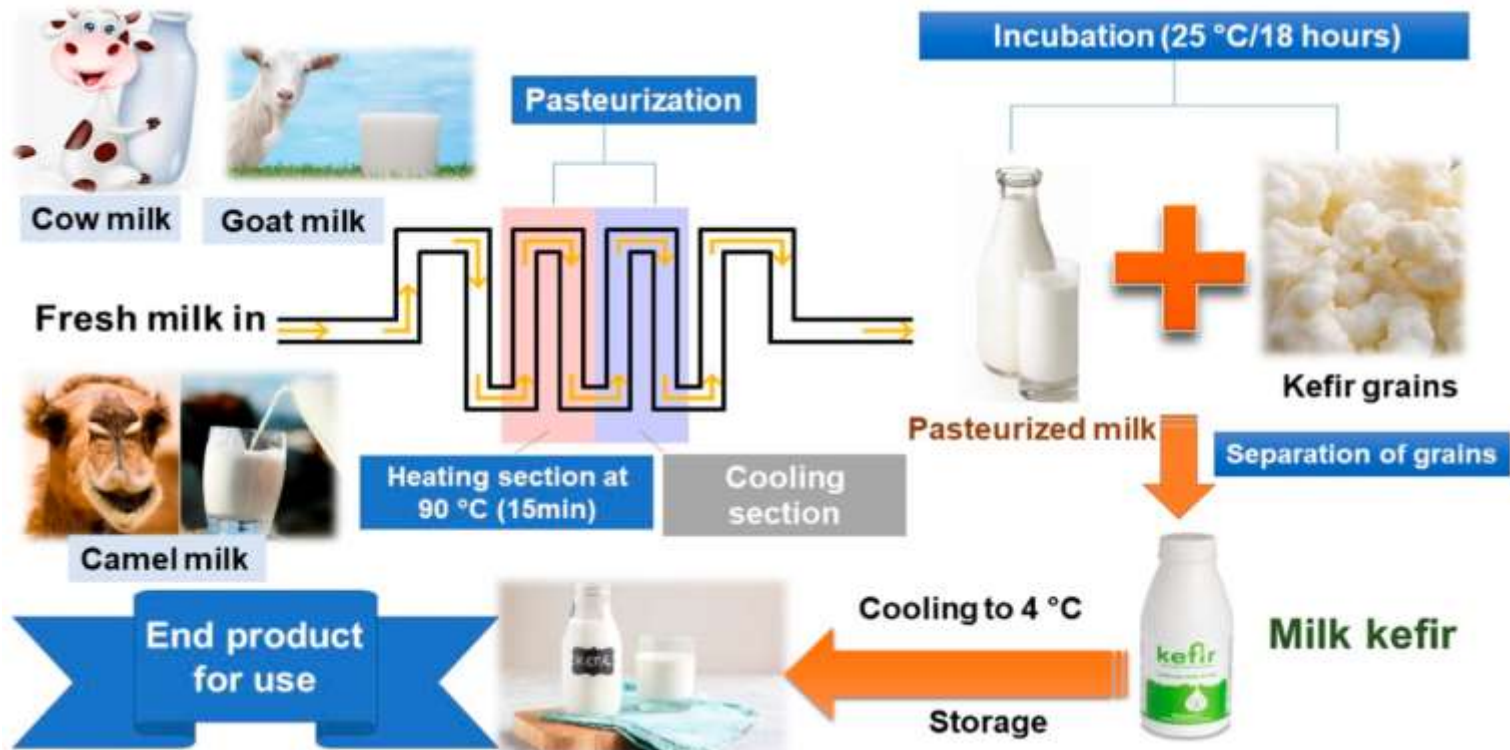 Incubation (25 °C/18 hours)
Pasteurization
Cow milk
Goat milk
Fresh milk in
Kefir grains
Pasteurized milk
Heating section at
90 °C (15min)
Cooling
section
Separation of grains
Camel milk
End product
for use
Cooling to 4 °C
Storage
kefir
Milk kefir